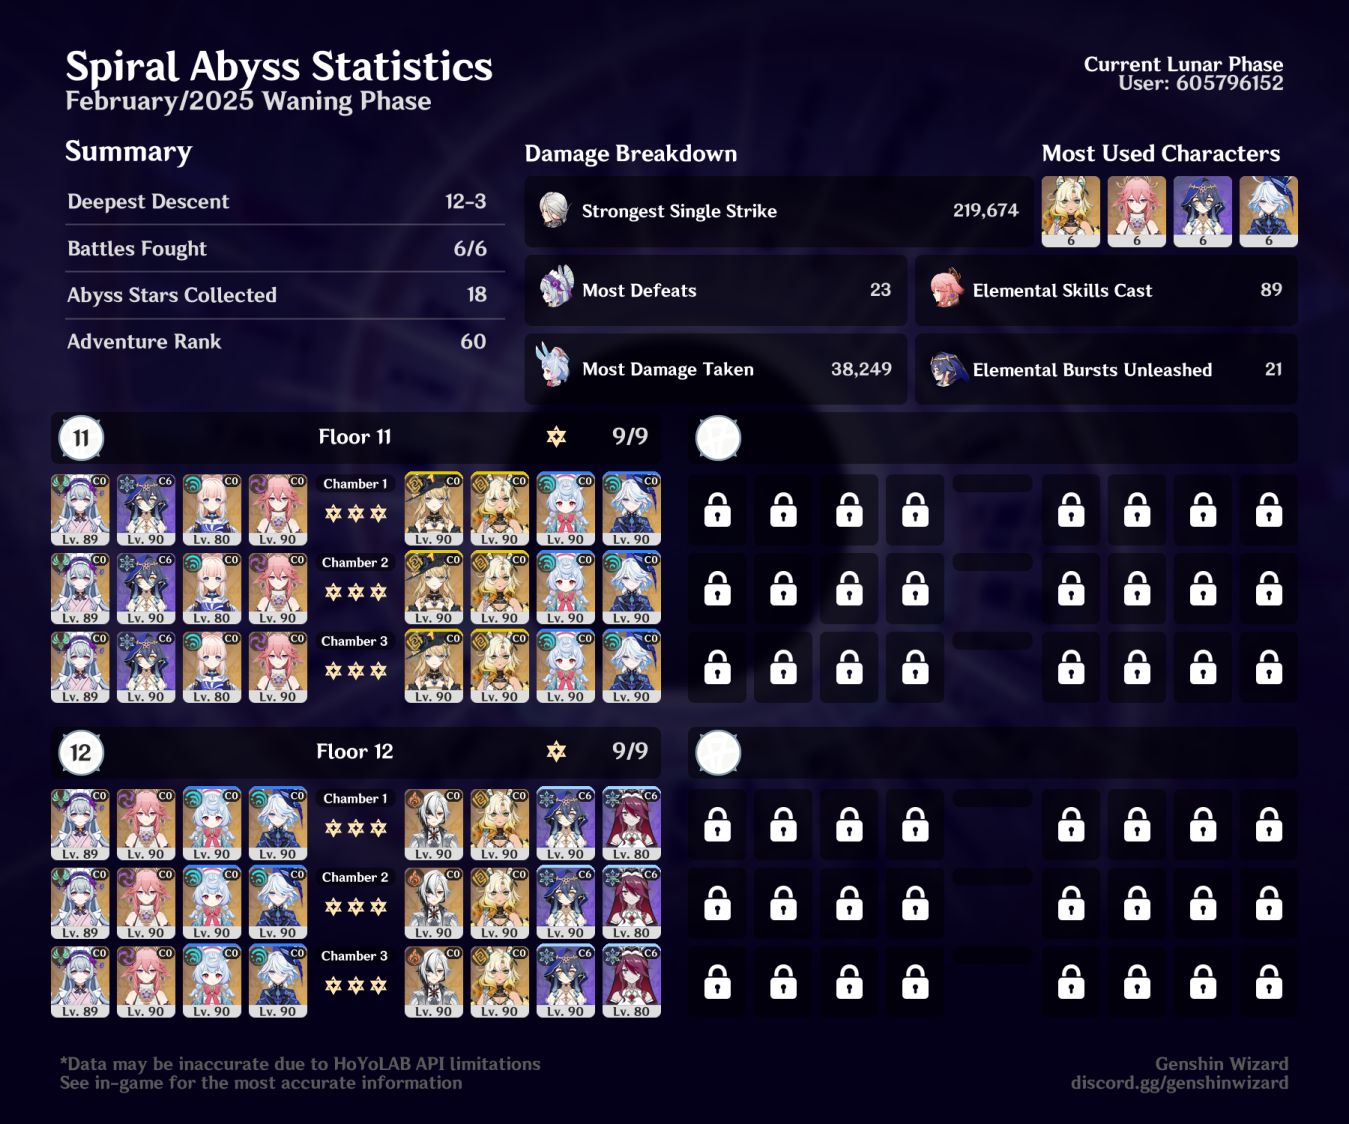 Spiral Abyss Statistics
February/2025 Waning Phase
Current Lunar Phase
User: 605796152
Summary
Deepest Descent 12-3
Battles Fought 6/6
Abyss Stars Collected 18
Adventure Rank 60
Damage Breakdown
Strongest Single Strike 219,674
Most Defeats 23
Elemental Skills Cast 89
Most Damage Taken 38,249
Elemental Bursts Unleashed 21
Most Used Characters
6 6 6 6
11 Floor 11 9/9
C0 C6 C0 C0 Chamber 1 C0 C0 C0 C0
Lv. 89 Lv. 90 Lv. 80 Lv. 90 Lv. 90 Lv. 90 Lv. 90 Lv. 90
C0 C6 C0 C0 Chamber 2 C0 C0 C0 C0
Lv. 89 Lv. 90 Lv. 80 Lv. 90 Lv. 90 Lv. 90 Lv. 90 Lv. 90
C0 C6 C0 C0 Chamber 3 C0 C0 C0 C0
Lv. 89 Lv. 90 Lv. 80 Lv. 90 Lv. 90 Lv. 90 Lv. 90 Lv. 90
12 Floor 12 9/9
C0 C0 C0 C0 Chamber 1 C0 C0 C6 C6
Lv. 89 Lv. 90 Lv. 90 Lv. 90 Lv. 90 Lv. 90 Lv. 90 Lv. 80
C0 C0 C0 C0 Chamber 2 C0 C0 C6 C6
Lv. 89 Lv. 90 Lv. 90 Lv. 90 Lv. 90 Lv. 90 Lv. 90 Lv. 80
C0 C0 C0 C0 Chamber 3 C0 C0 C6 C6
Lv. 89 Lv. 90 Lv. 90 Lv. 90 Lv. 90 Lv. 90 Lv. 90 Lv. 80
*Data may be inaccurate due to HoYoLAB API limitations
See in-game for the most accurate information
Genshin Wizard
discord.gg/genshinwizard